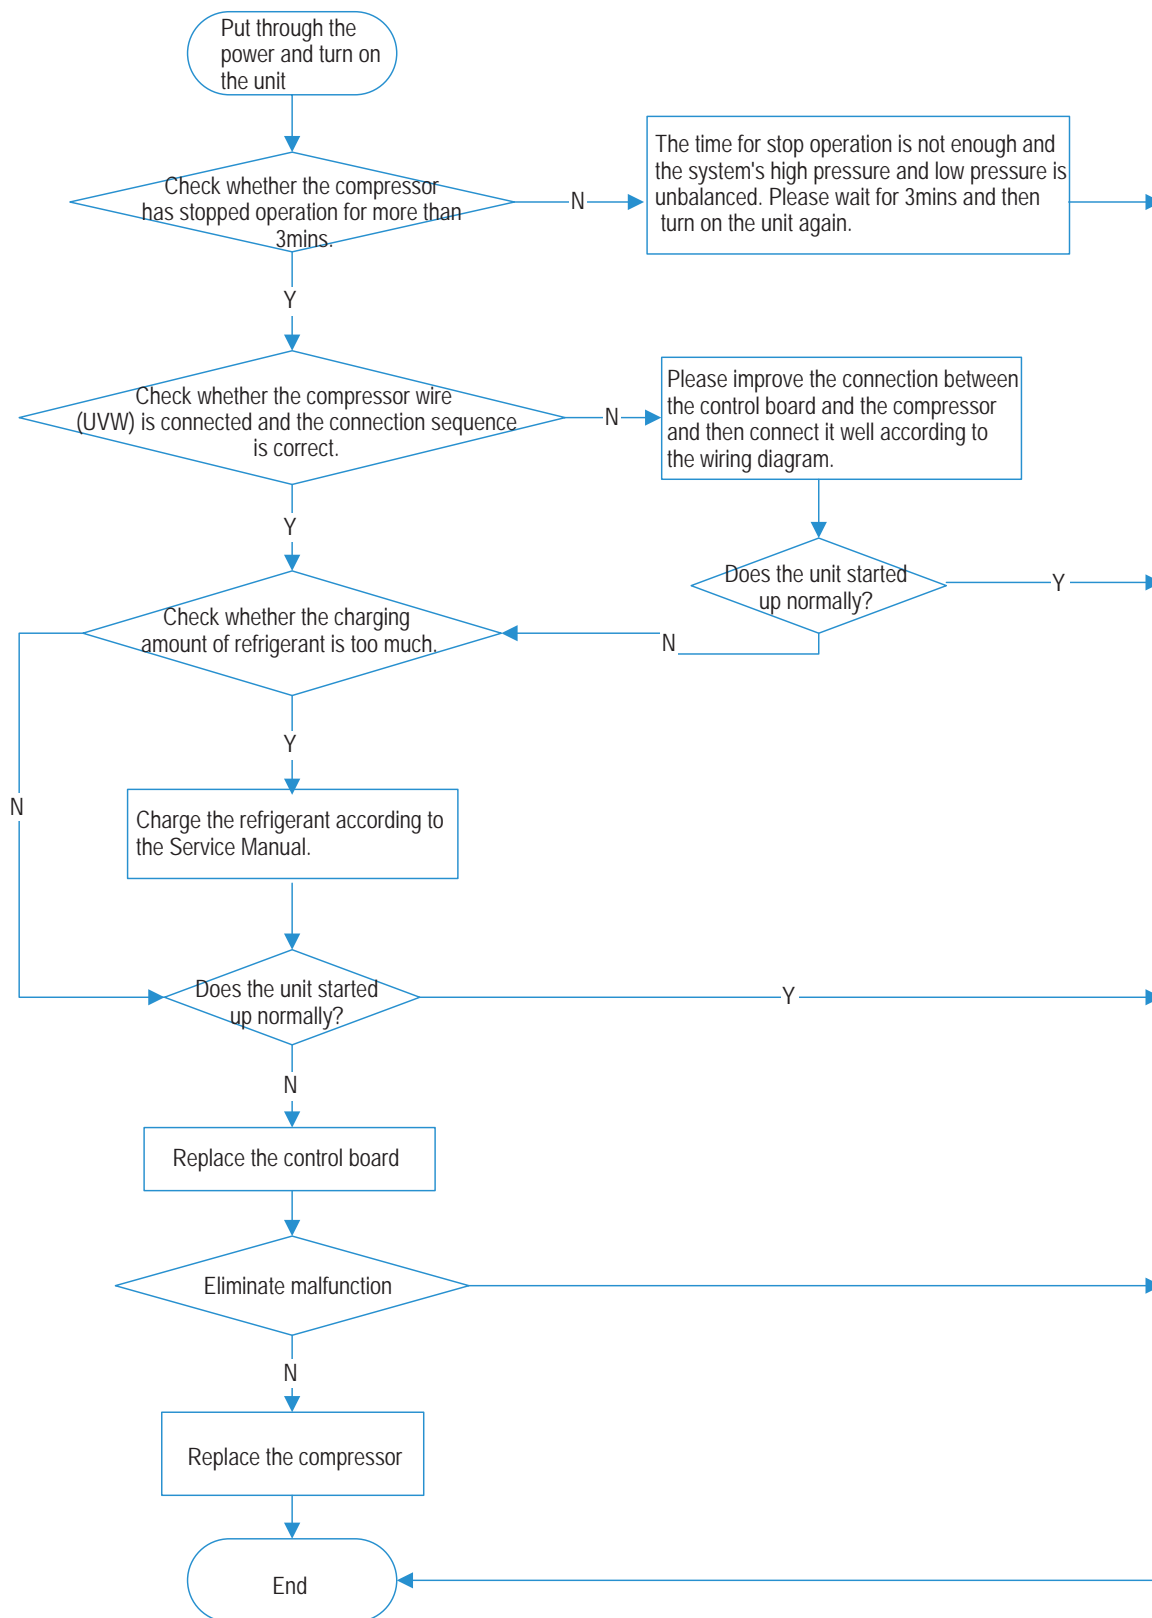 Put through the
power and turn on
the unit
Check whether the compressor
has stopped operation for more than
3mins.
N
The time for stop operation is not enough and
the system's high pressure and low pressure is
unbalanced. Please wait for 3mins and then
turn on the unit again.
Y
Check whether the compressor wire
(UVW) is connected and the connection sequence
is correct.
N
Please improve the connection between
the control board and the compressor
and then connect it well according to
the wiring diagram.
Y
Does the unit started
up normally?
Y
N
Check whether the charging
amount of refrigerant is too much.
Y
N
Charge the refrigerant according to
the Service Manual.
Does the unit started
up normally?
Y
N
Replace the control board
Eliminate malfunction
N
Replace the compressor
End